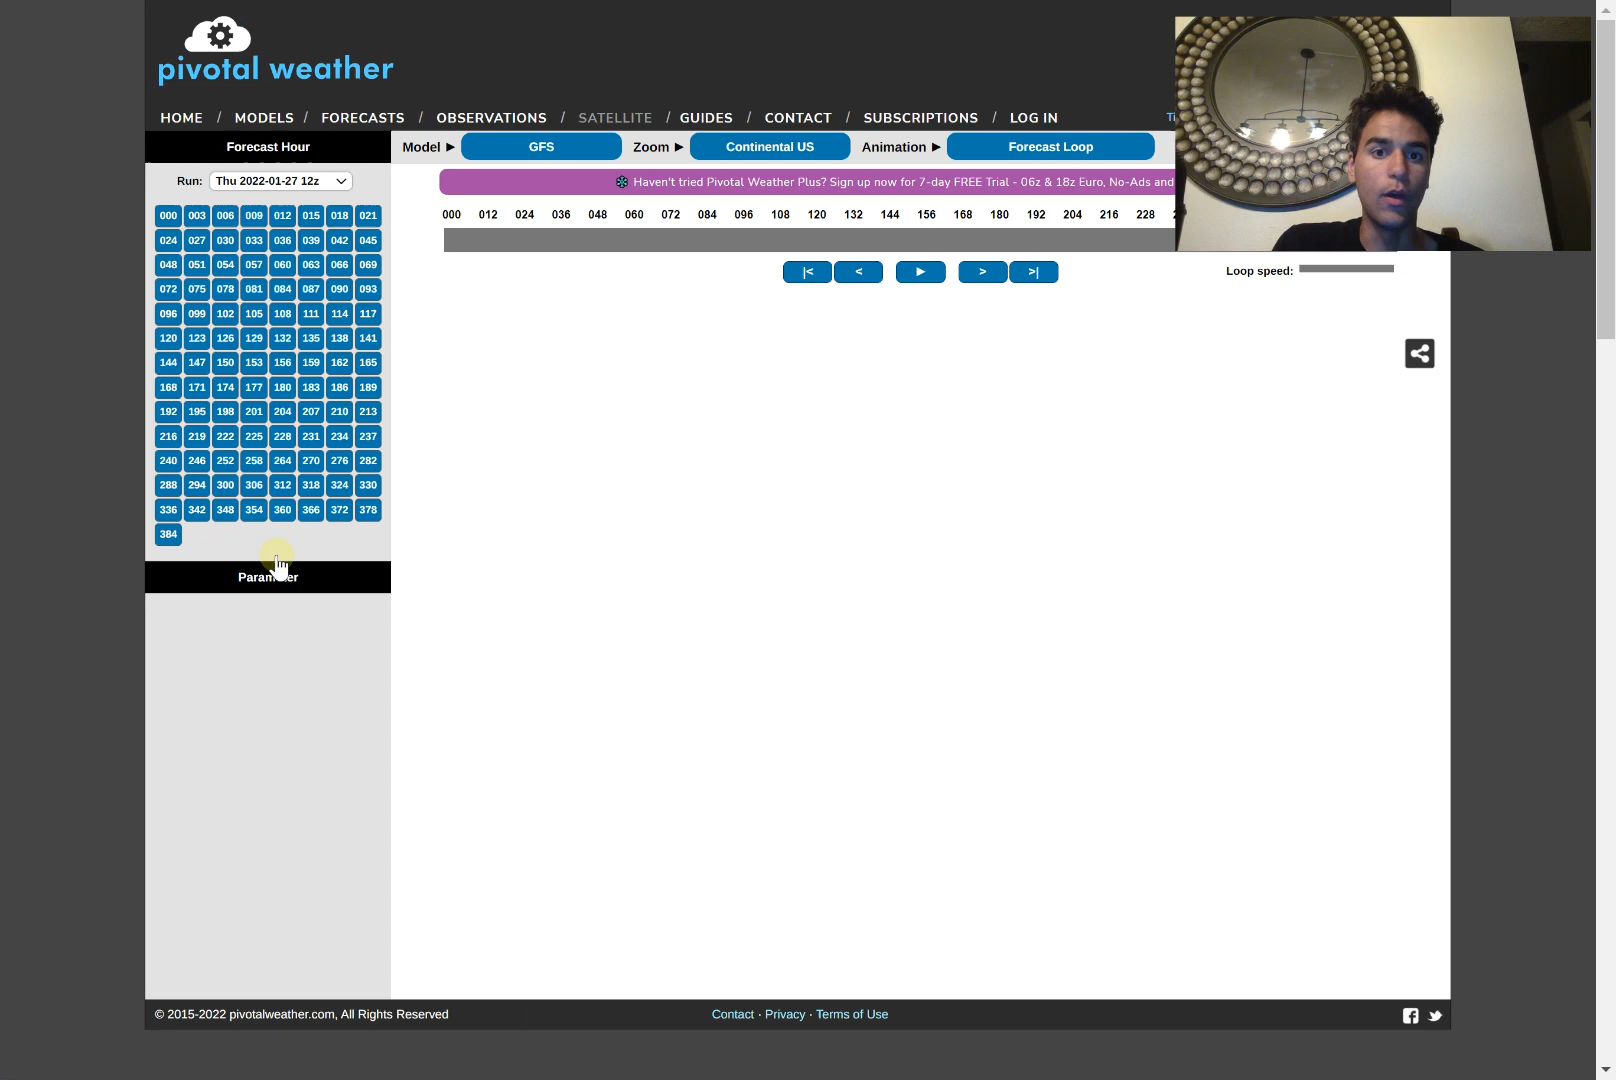 pivotal weather
HOME / MODELS / FORECASTS / OBSERVATIONS / SATELLITE / GUIDES / CONTACT / SUBSCRIPTIONS / LOG IN
Forecast Hour
Model ► GFS Zoom ► Continental US Animation ► Forecast Loop
Run: Thu 2022-01-27 12z
Haven't tried Pivotal Weather Plus? Sign up now for 7-day FREE Trial - 06z & 18z Euro, No-Ads and
000 012 024 036 048 060 072 084 096 108 120 132 144 156 168 180 192 204 216 228
|< < ► > >| Loop speed:
000 003 006 009 012 015 018 021
024 027 030 033 036 039 042 045
048 051 054 057 060 063 066 069
072 075 078 081 084 087 090 093
096 099 102 105 108 111 114 117
120 123 126 129 132 135 138 141
144 147 150 153 156 159 162 165
168 171 174 177 180 183 186 189
192 195 198 201 204 207 210 213
216 219 222 225 228 231 234 237
240 246 252 258 264 270 276 282
288 294 300 306 312 318 324 330
336 342 348 354 360 366 372 378
384
Parameter
© 2015-2022 pivotalweather.com, All Rights Reserved
Contact · Privacy · Terms of Use